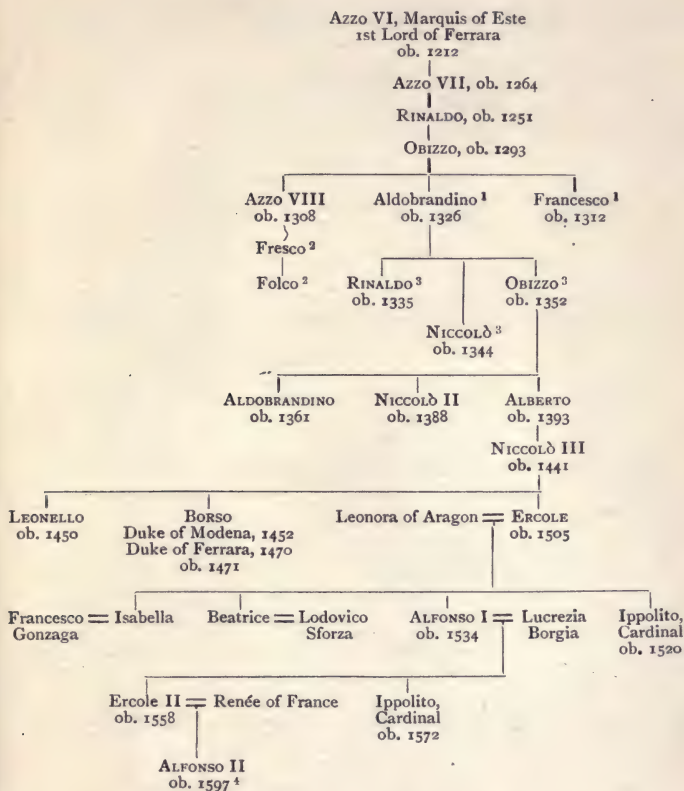 Azzo VI, Marquis of Este
1st Lord of Ferrara
ob. 1212
Azzo VII, ob. 1264
RINALDO, ob. 1251
OBIZZO, ob. 1293
Azzo VIII Aldobrandino ¹ Francesco ¹
ob. 1308 ob. 1326 ob. 1312
Fresco ²
Folco ² RINALDO ³ OBIZZO ³
ob. 1335 ob. 1352
NICCOLÒ ³
ob. 1344
ALDOBRANDINO NICCOLÒ II ALBERTO
ob. 1361 ob. 1388 ob. 1393
NICCOLÒ III
ob. 1441
LEONELLO BORSO Leonora of Aragon = ERCOLE
ob. 1450 Duke of Modena, 1452 ob. 1505
Duke of Ferrara, 1470
ob. 1471
Francesco = Isabella Beatrice = Lodovico ALFONSO I = Lucrezia Ippolito,
Gonzaga Sforza ob. 1534 Borgia Cardinal
ob. 1520
Ercole II = Renée of France Ippolito,
ob. 1558 Cardinal
ob. 1572
ALFONSO II
ob. 1597 ⁴